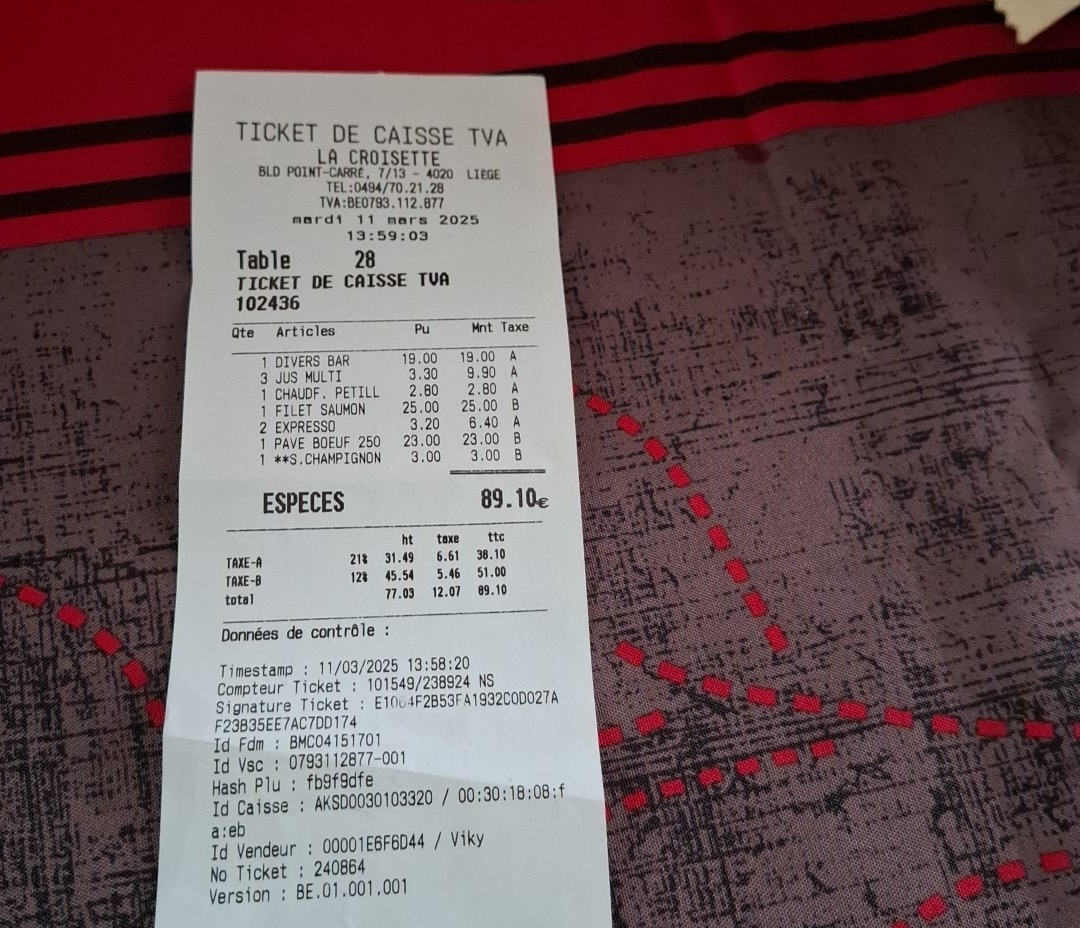 TICKET DE CAISSE TVA
LA CROISETTE
BLD POINT-CARRE, 7/13 - 4020 LIEGE
TEL:0494/70.21.28
TVA:BE0793.112.877
mardi 11 mars 2025
13:59:03
Table 28
TICKET DE CAISSE TVA
102436
Qte Articles Pu Mnt Taxe
1 DIVERS BAR 19.00 19.00 A
3 JUS MULTI 3.30 9.90 A
1 CHAUDF. PETILL 2.80 2.80 A
1 FILET SAUMON 25.00 25.00 B
2 EXPRESSO 3.20 6.40 A
1 PAVE BOEUF 250 23.00 23.00 B
1 **S.CHAMPIGNON 3.00 3.00 B
ESPECES 89.10€
ht taxe ttc
TAXE-A 21% 31.49 6.61 38.10
TAXE-B 12% 45.54 5.46 51.00
total 77.03 12.07 89.10
Données de contrôle :
Timestamp : 11/03/2025 13:58:20
Compteur Ticket : 101549/238924 NS
Signature Ticket :
F23B35EE7AC7DD174
Id Fdm : BMC04151701
Id Vsc : 0793112877-001
Hash Plu : fb9f9dfe
Id Caisse : AKSD0030103320 / 00:30:18:08:f
a:eb
Id Vendeur : 00001E6F6D44 / Viky
No Ticket : 240864
Version : BE.01.001.001